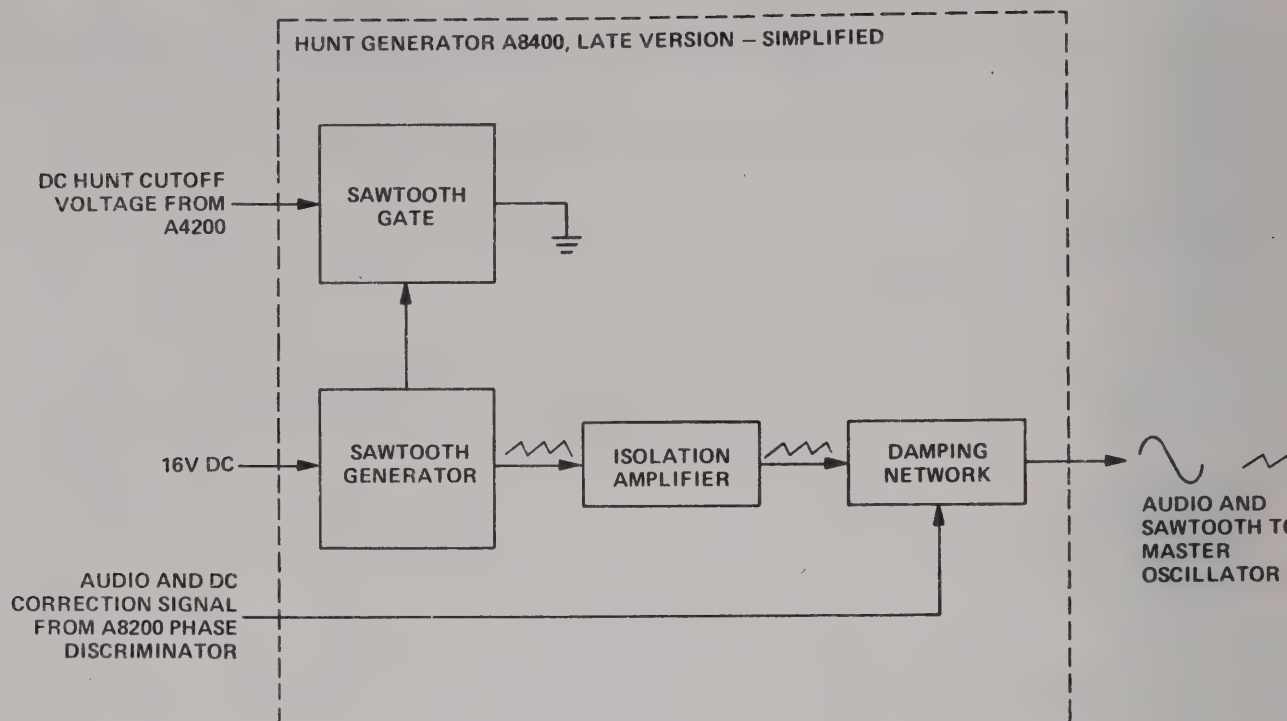 HUNT GENERATOR A8400, LATE VERSION – SIMPLIFIED
DC HUNT CUTOFF
VOLTAGE FROM
A4200
SAWTOOTH
GATE
16V DC
SAWTOOTH
GENERATOR
ISOLATION
AMPLIFIER
DAMPING
NETWORK
AUDIO AND
SAWTOOTH TO
MASTER
OSCILLATOR
AUDIO AND DC
CORRECTION SIGNAL
FROM A8200 PHASE
DISCRIMINATOR